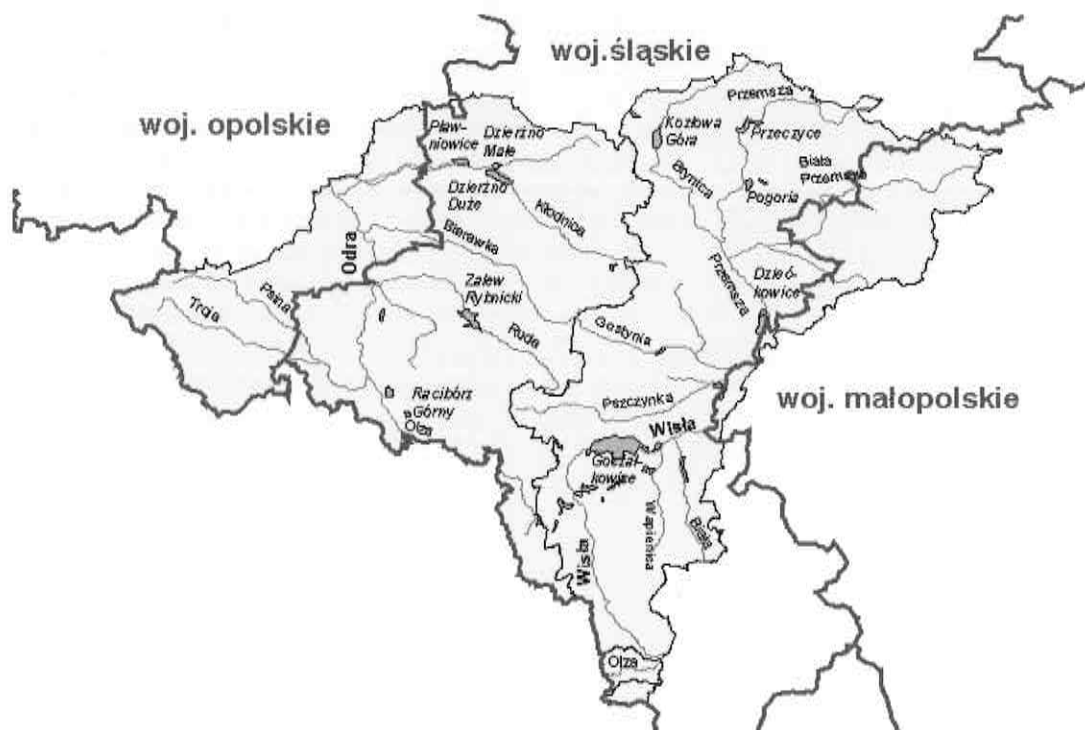 woj.śląskie
woj. opolskie
Przemsza
Pław-
niowice
Dzierżno
Małe
Kozłowa
Góra
Przeczyce
Biała
Przemsza
Brynica
Pogoria
Dzierżno
Duże
Kłodnica
Bierawka
Odra
Zalew
Rybnicki
Przemsza
Dzieć-
kowice
Psina
Troja
Ruda
Gostynia
Racibórz
Górny
Olza
Pszczynka
woj. małopolskie
Wisła
Goczał-
kowice
Wapienica
Biała
Wisła
Olza